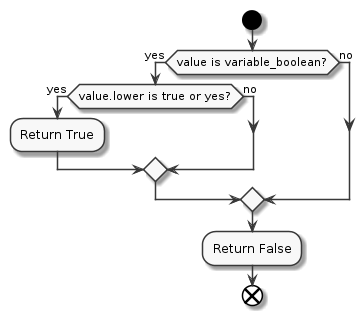 yes
value is variable_boolean?
no
yes
value.lower is true or yes?
no
Return True
Return False